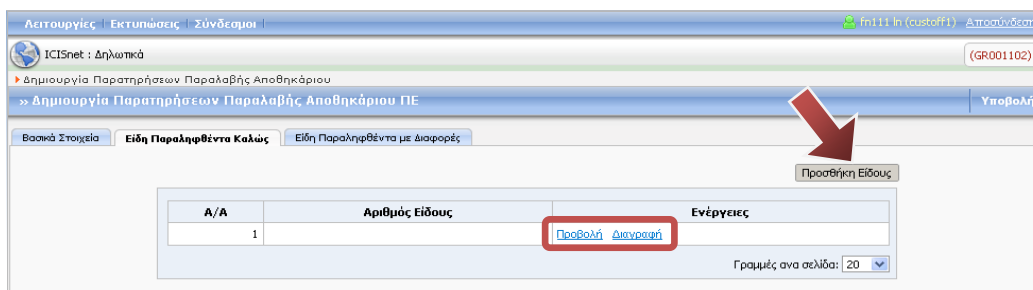 Λειτουργίες | Εκτυπώσεις | Σύνδεσμοι | fn111 ln (custoff1) Αποσύνδεση
ICISnet : Δηλωτικά (GR001102)
Δημιουργία Παρατηρήσεων Παραλαβής Αποθηκάριου
» Δημιουργία Παρατηρήσεων Παραλαβής Αποθηκάριου ΠΕ Υποβολή
Βασικά Στοιχεία Είδη Παραληφθέντα Καλώς Είδη Παραληφθέντα με Διαφορές
Προσθήκη Είδους
Α/Α Αριθμός Είδους Ενέργειες
1 Προβολή Διαγραφή
Γραμμές ανα σελίδα: 20